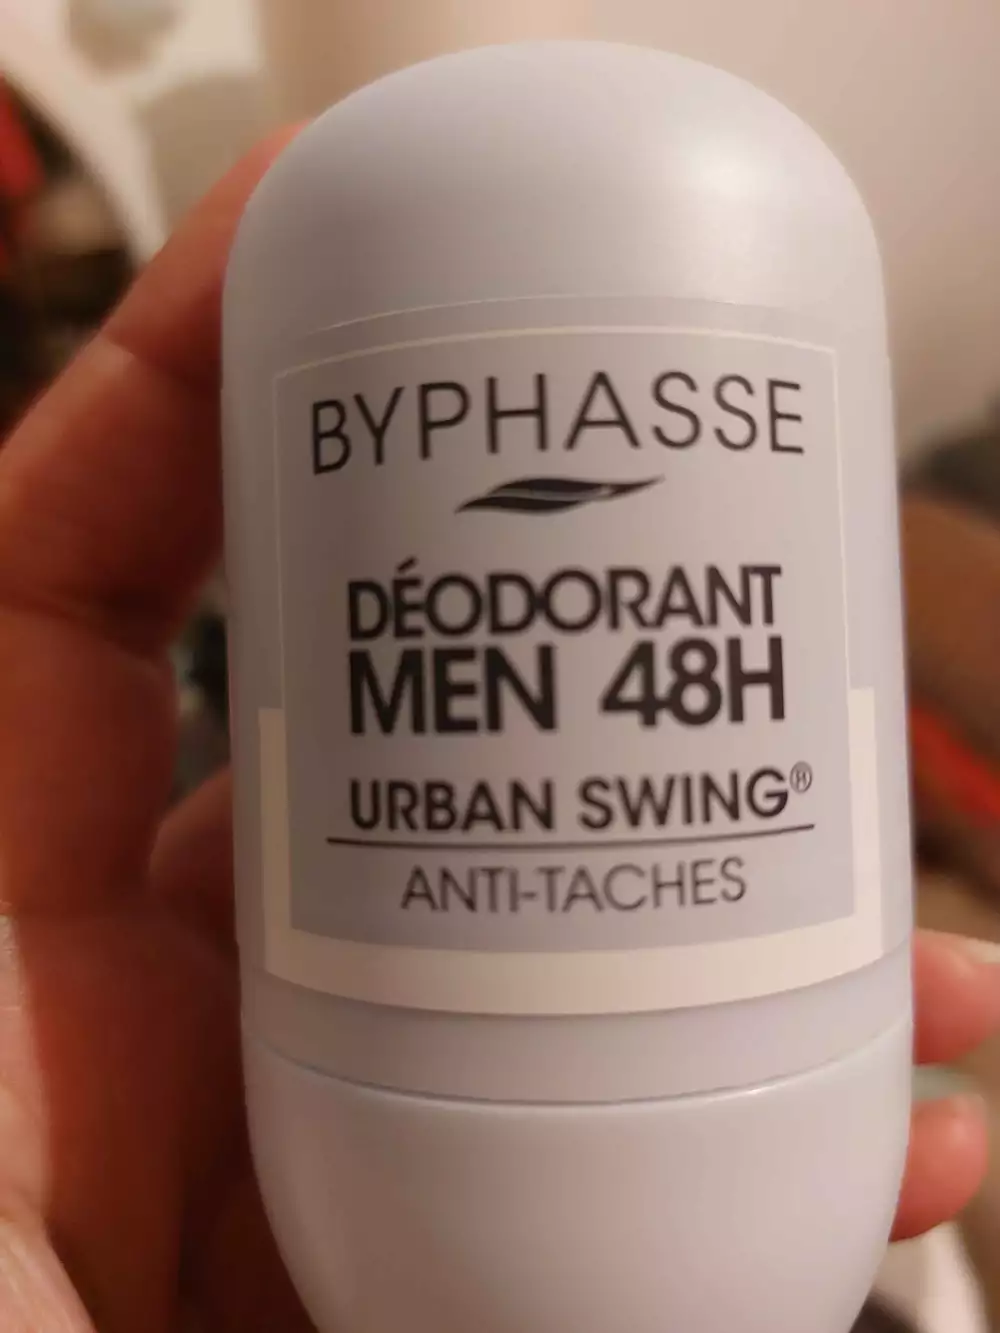 BYPHASSE
DÉODORANT
MEN 48H
URBAN SWING®
ANTI-TACHES